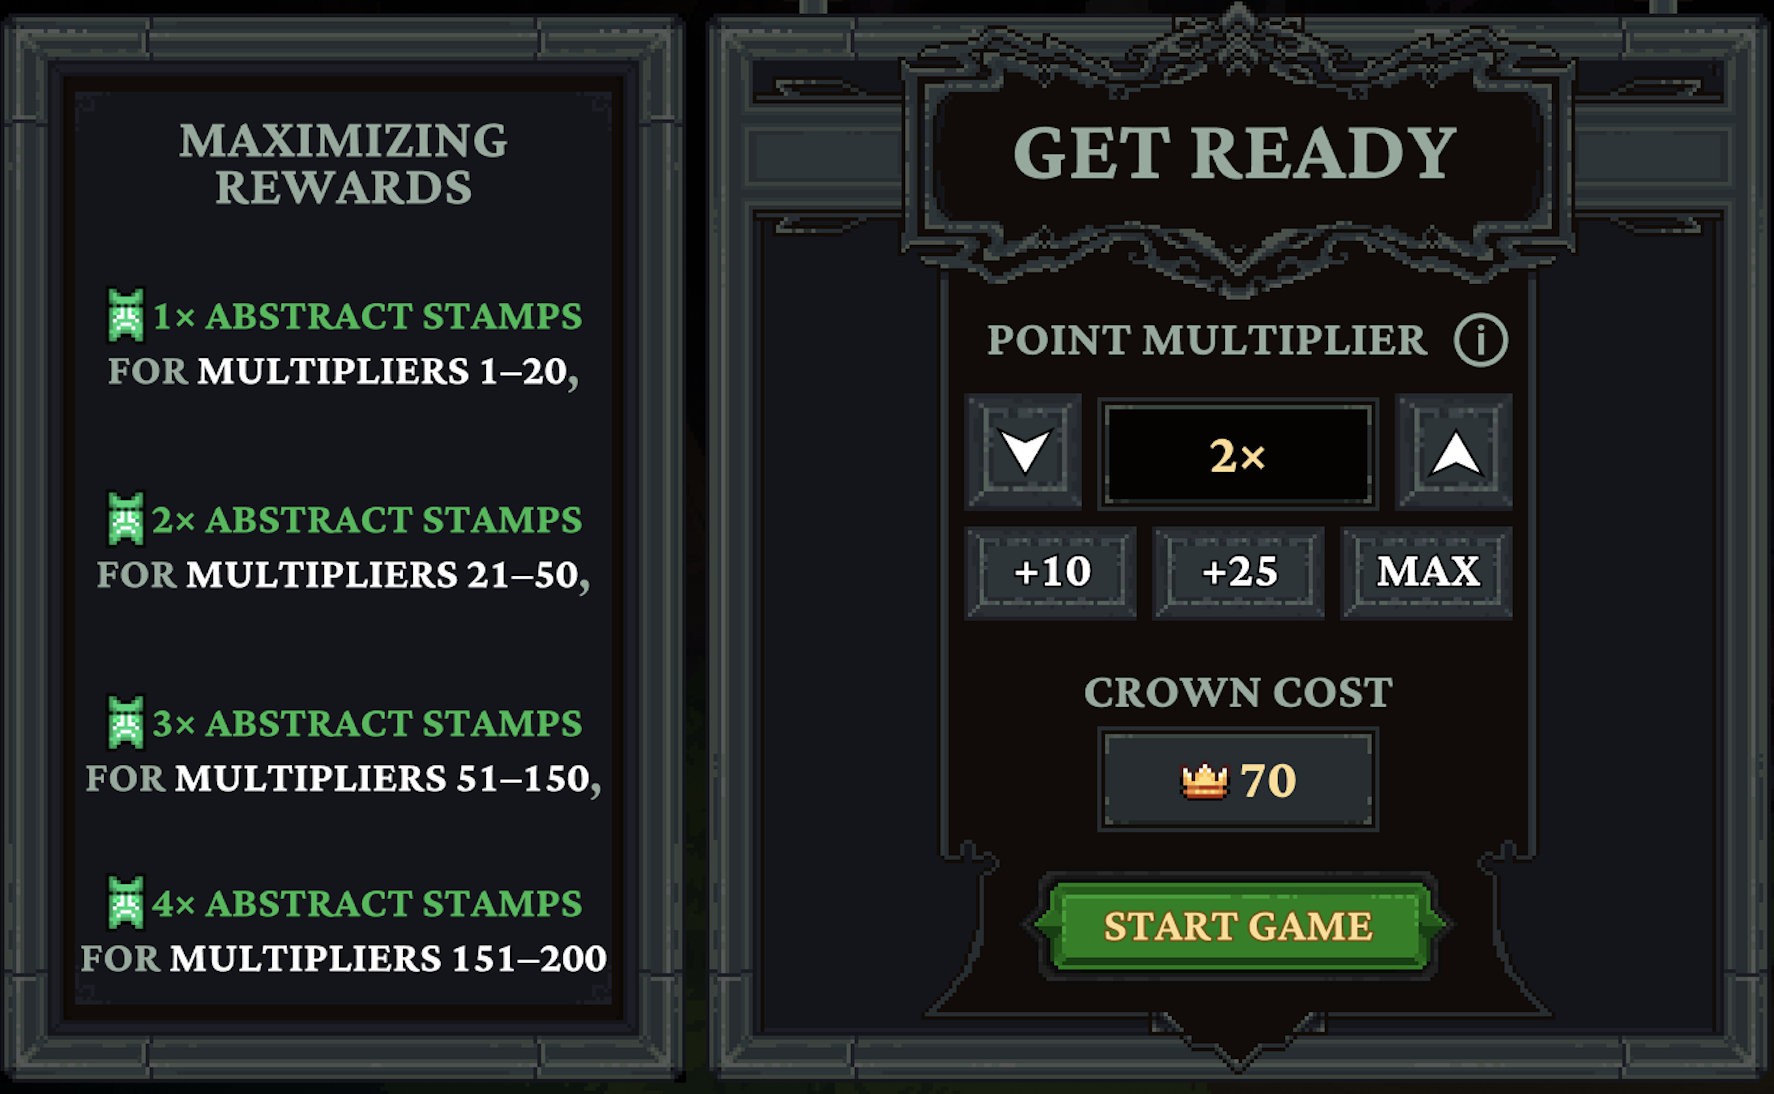 MAXIMIZING
REWARDS
1× ABSTRACT STAMPS
FOR MULTIPLIERS 1–20,
2× ABSTRACT STAMPS
FOR MULTIPLIERS 21–50,
3× ABSTRACT STAMPS
FOR MULTIPLIERS 51–150,
4× ABSTRACT STAMPS
FOR MULTIPLIERS 151–200
GET READY
POINT MULTIPLIER i
2×
+10 +25 MAX
CROWN COST
70
START GAME